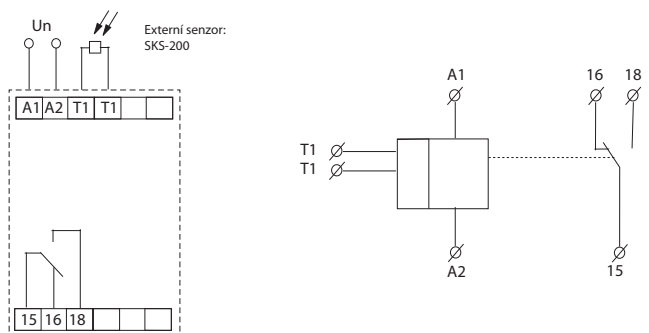 Un
Externí senzor:
SKS-200
A1 A2 T1 T1
15 16 18
A1
16 18
T1
T1
A2
15